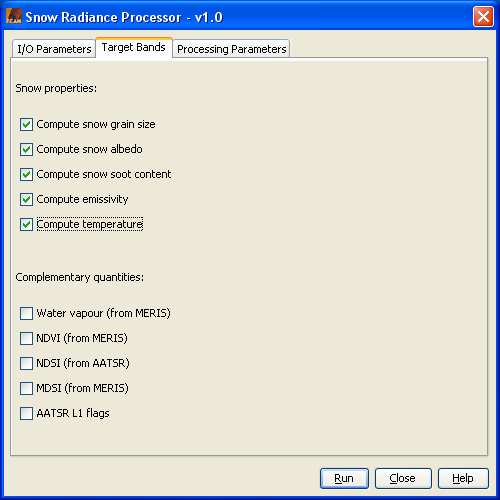 Snow Radiance Processor - v1.0
I/O Parameters Target Bands Processing Parameters
Snow properties:
Compute snow grain size
Compute snow albedo
Compute snow soot content
Compute emissivity
Compute temperature
Complementary quantities:
Water vapour (from MERIS)
NDVI (from MERIS)
NDSI (from AATSR)
MDSI (from MERIS)
AATSR L1 flags
Run Close Help